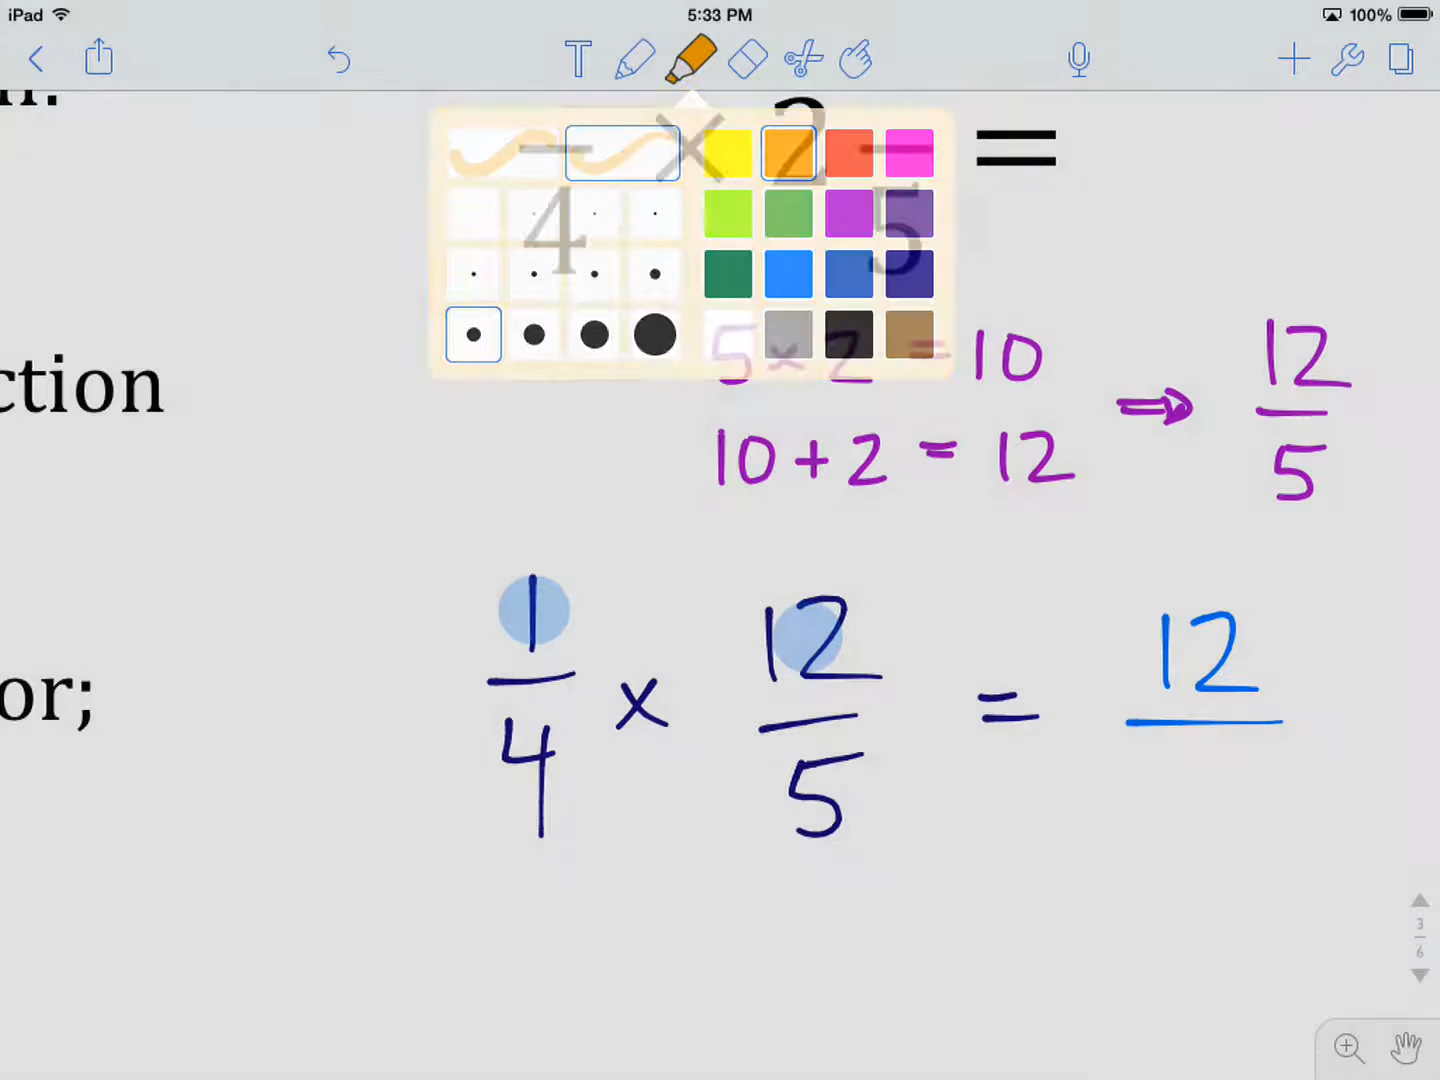 iPad 5:33 PM 100%
T
n.
— × 2 — =
4 5
5 × 2 = 10
ction
10 + 2 = 12 ⇒ 12/5
or;
1/4 × 12/5 = 12
3
6